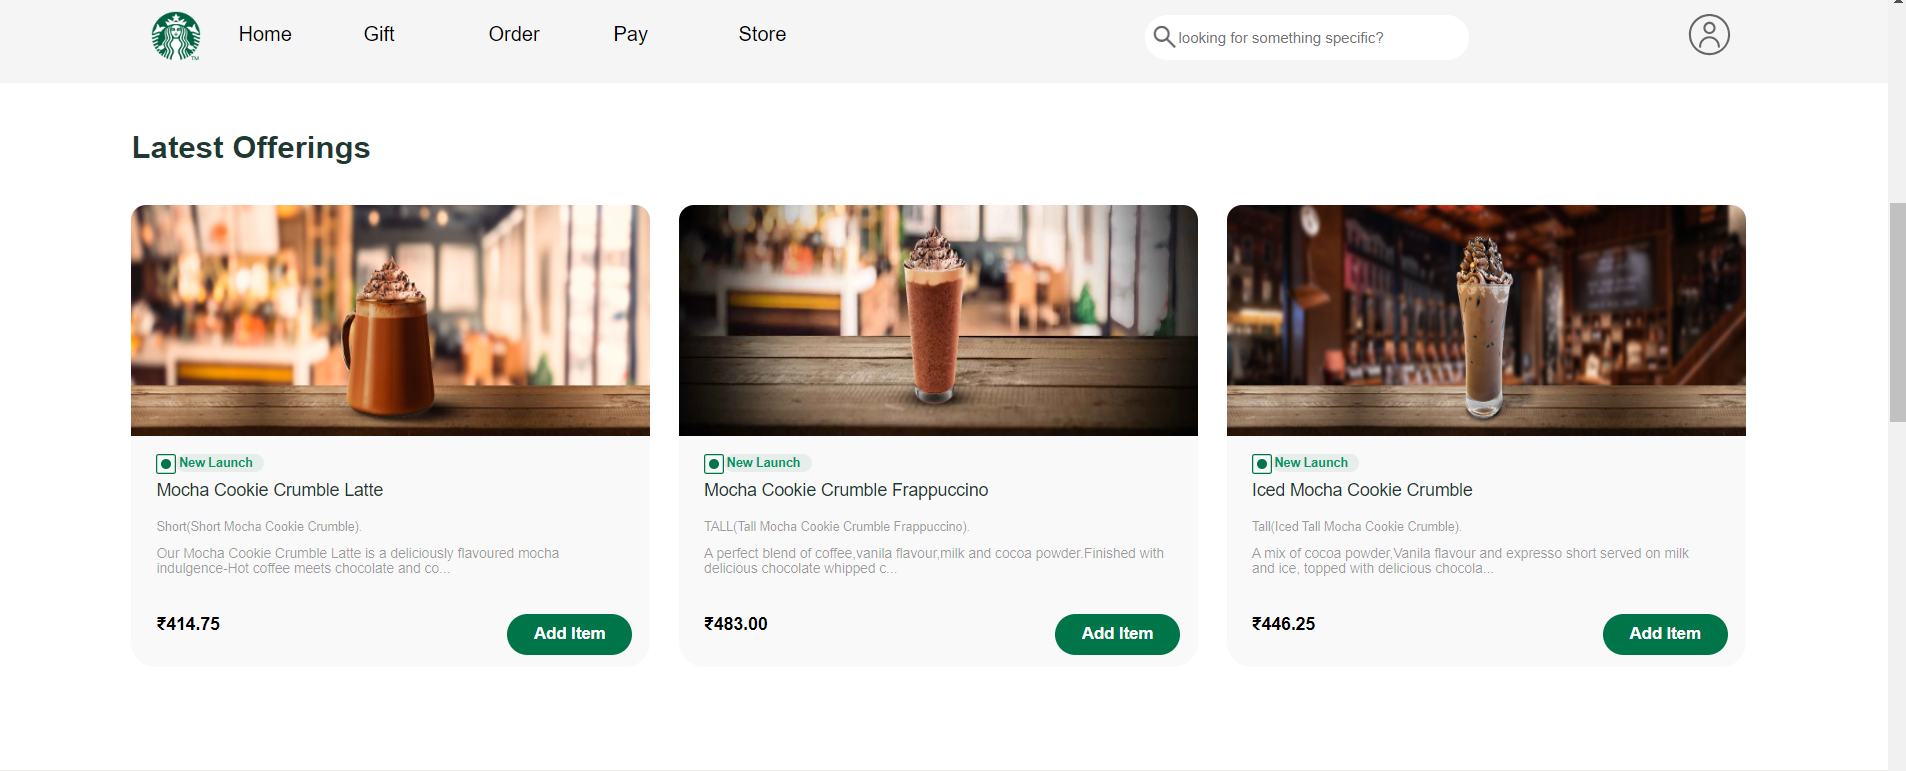 Home Gift Order Pay Store looking for something specific?
TM
Latest Offerings
New Launch
Mocha Cookie Crumble Latte
Short(Short Mocha Cookie Crumble).
Our Mocha Cookie Crumble Latte is a deliciously flavoured mocha
indulgence-Hot coffee meets chocolate and co...
₹414.75
Add Item
New Launch
Mocha Cookie Crumble Frappuccino
TALL(Tall Mocha Cookie Crumble Frappuccino).
A perfect blend of coffee,vanila flavour,milk and cocoa powder.Finished with
delicious chocolate whipped c...
₹483.00
Add Item
New Launch
Iced Mocha Cookie Crumble
Tall(Iced Tall Mocha Cookie Crumble).
A mix of cocoa powder,Vanila flavour and expresso short served on milk
and ice, topped with delicious chocola...
₹446.25
Add Item